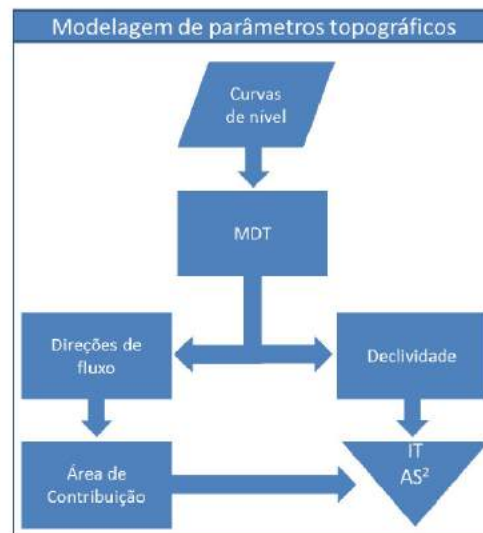 Modelagem de parâmetros topográficos
Curvas
de nível
MDT
Direções de
fluxo
Declividade
Área de
Contribuição
IT
AS²